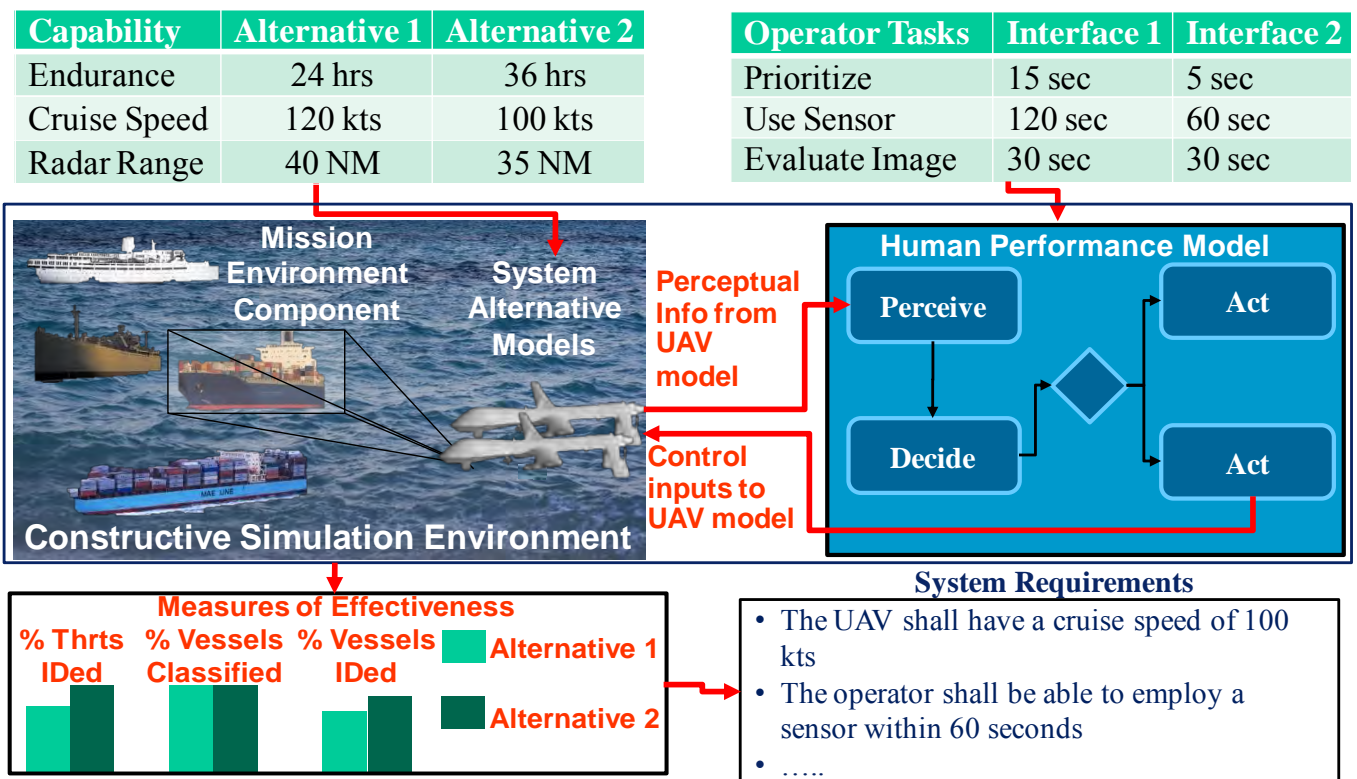 Capability Alternative 1 Alternative 2
Endurance 24 hrs 36 hrs
Cruise Speed 120 kts 100 kts
Radar Range 40 NM 35 NM
Operator Tasks Interface 1 Interface 2
Prioritize 15 sec 5 sec
Use Sensor 120 sec 60 sec
Evaluate Image 30 sec 30 sec
Mission
Environment
Component
System
Alternative
Models
MAE LINE
Constructive Simulation Environment
Perceptual
Info from
UAV
model
Control
inputs to
UAV model
Human Performance Model
Perceive
Act
Decide
Act
Measures of Effectiveness
% Thrts
IDed
% Vessels
Classified
% Vessels
IDed
Alternative 1
Alternative 2
System Requirements
• The UAV shall have a cruise speed of 100
kts
• The operator shall be able to employ a
sensor within 60 seconds
• …..